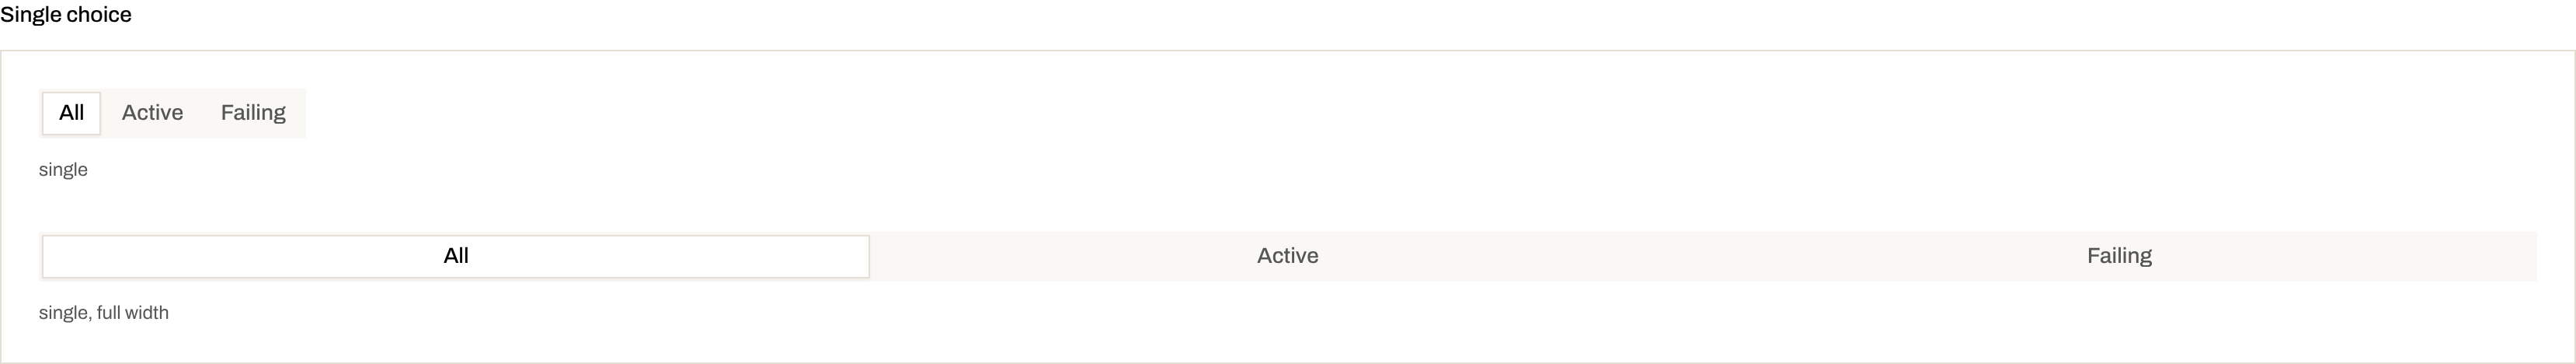 Single choice
All Active Failing
single
All Active Failing
single, full width